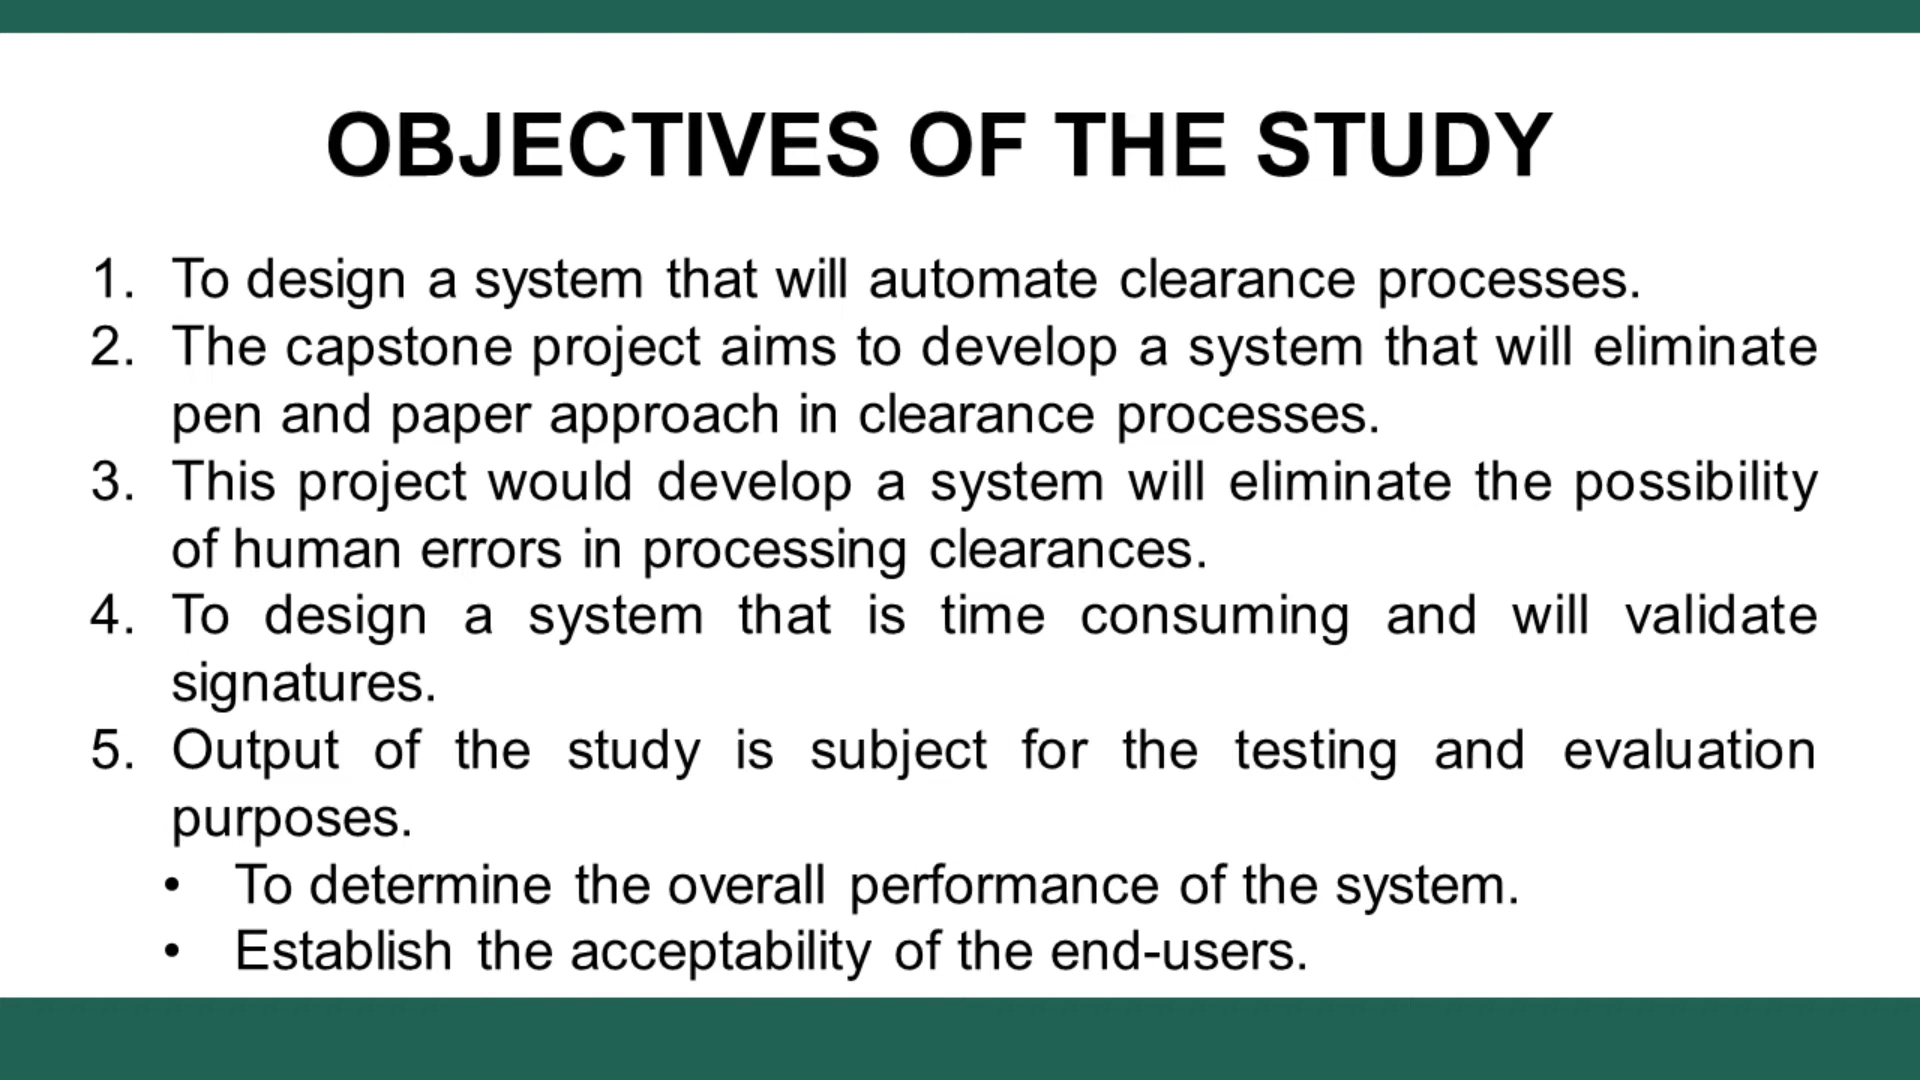 OBJECTIVES OF THE STUDY
1. To design a system that will automate clearance processes.
2. The capstone project aims to develop a system that will eliminate
pen and paper approach in clearance processes.
3. This project would develop a system will eliminate the possibility
of human errors in processing clearances.
4. To design a system that is time consuming and will validate
signatures.
5. Output of the study is subject for the testing and evaluation
purposes.
• To determine the overall performance of the system.
• Establish the acceptability of the end-users.